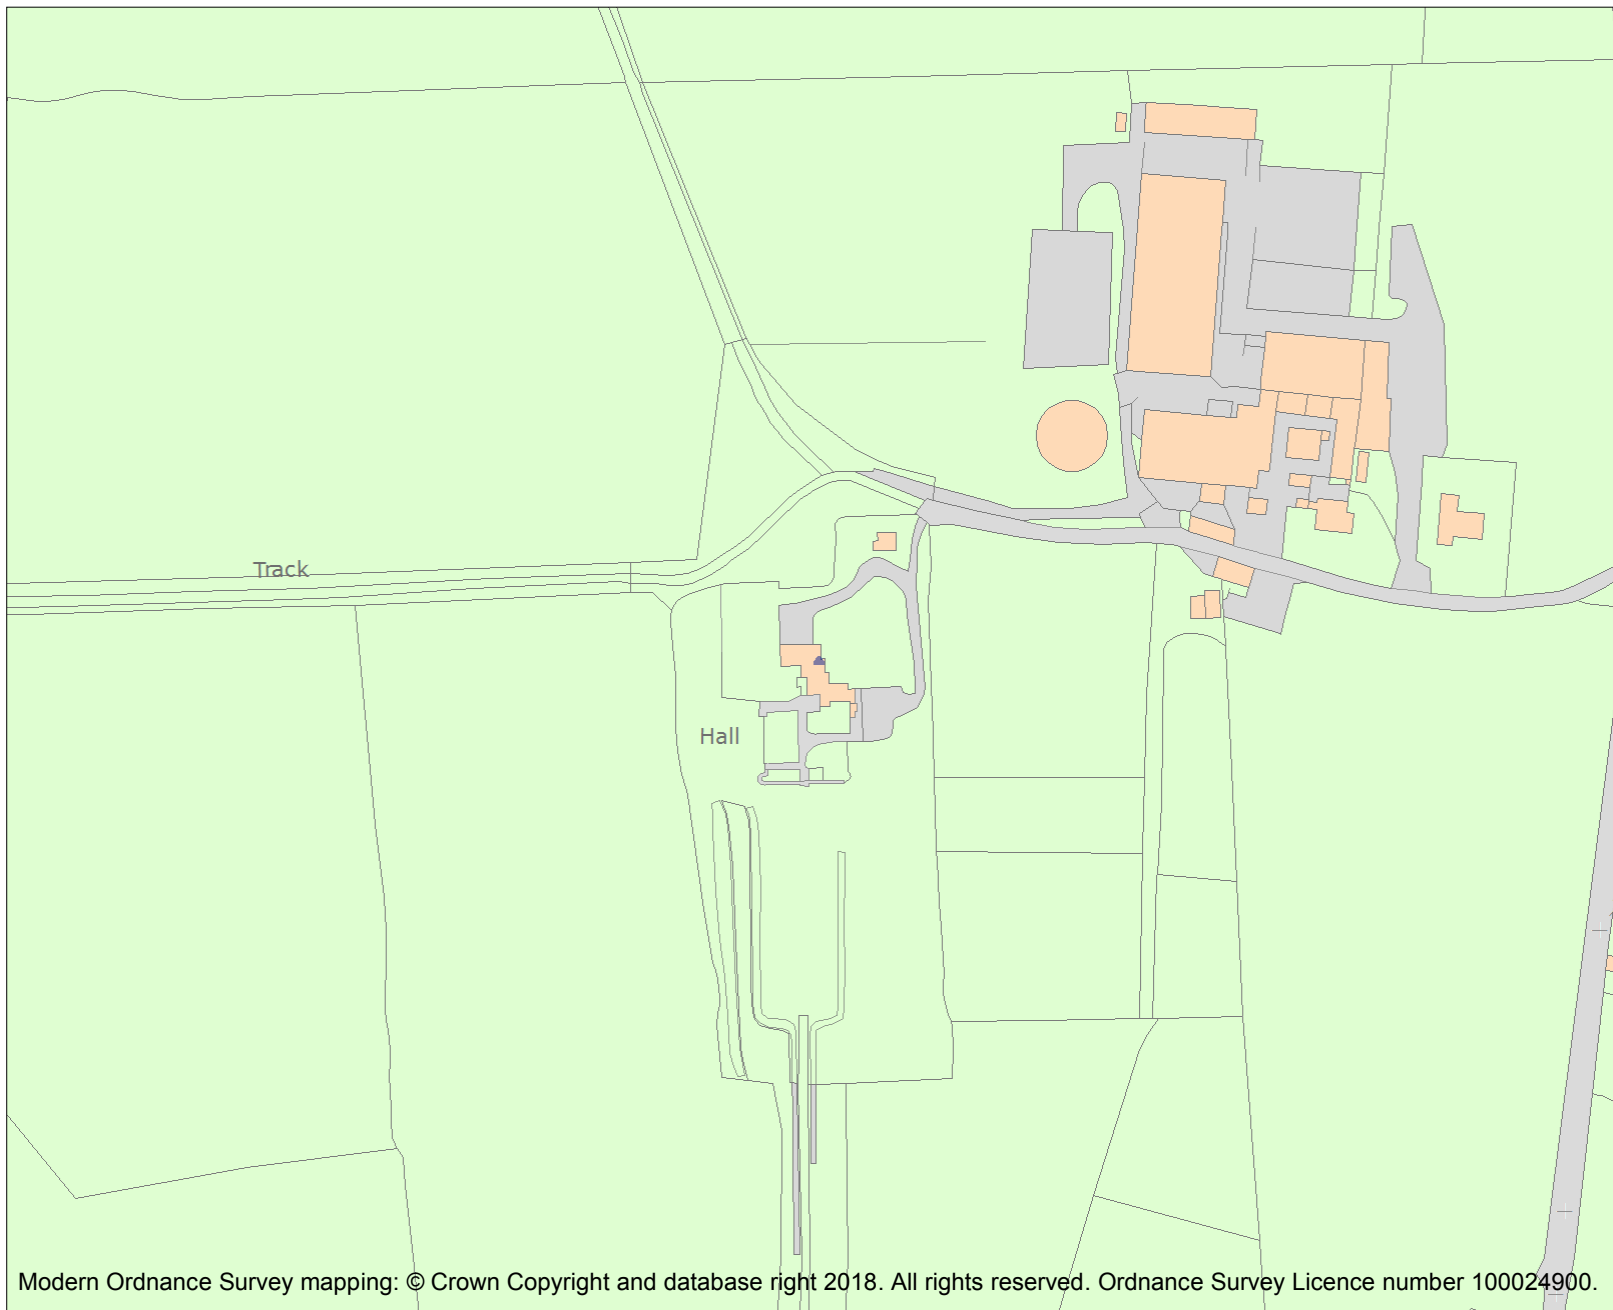 Track
Hall
Modern Ordnance Survey mapping: © Crown Copyright and database right 2018. All rights reserved. Ordnance Survey Licence number 100024900.